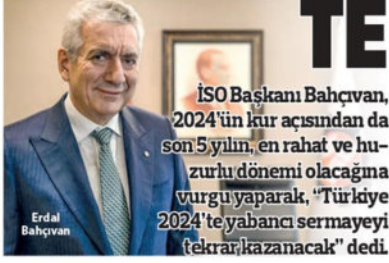 TE
İSO Başkanı Bahçıvan,
2024'ün kur açısından da
son 5 yılın, en rahat ve hu-
zurlu dönemi olacağına
vurgu yaparak, “Türkiye
2024'te yabancı sermayeyi
tekrar kazanacak” dedi.
Erdal
Bahçıvan